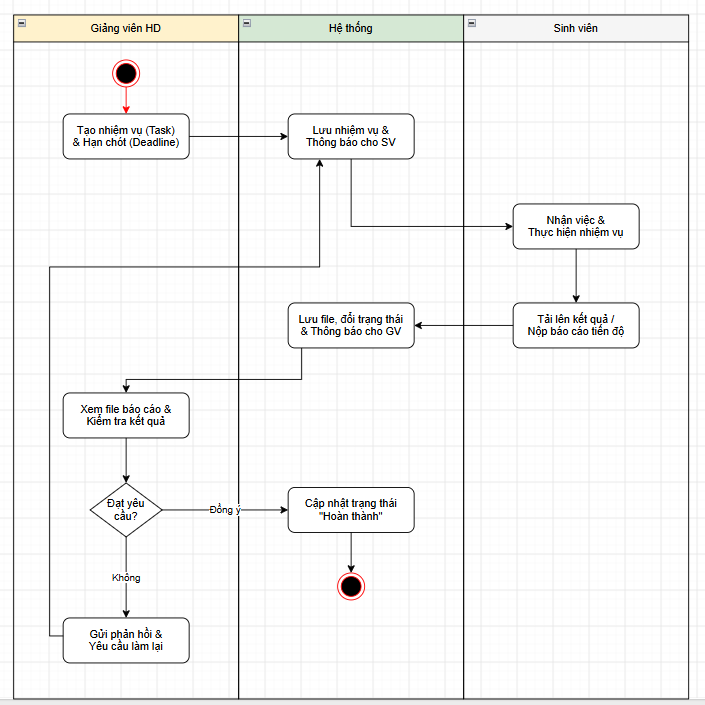 Giảng viên HD
Hệ thống
Sinh viên
Tạo nhiệm vụ (Task)
& Hạn chót (Deadline)
Lưu nhiệm vụ &
Thông báo cho SV
Nhận việc &
Thực hiện nhiệm vụ
Lưu file, đổi trạng thái
& Thông báo cho GV
Tải lên kết quả /
Nộp báo cáo tiến độ
Xem file báo cáo &
Kiểm tra kết quả
Đạt yêu
cầu?
Đồng ý
Cập nhật trạng thái
"Hoàn thành"
Không
Gửi phản hồi &
Yêu cầu làm lại